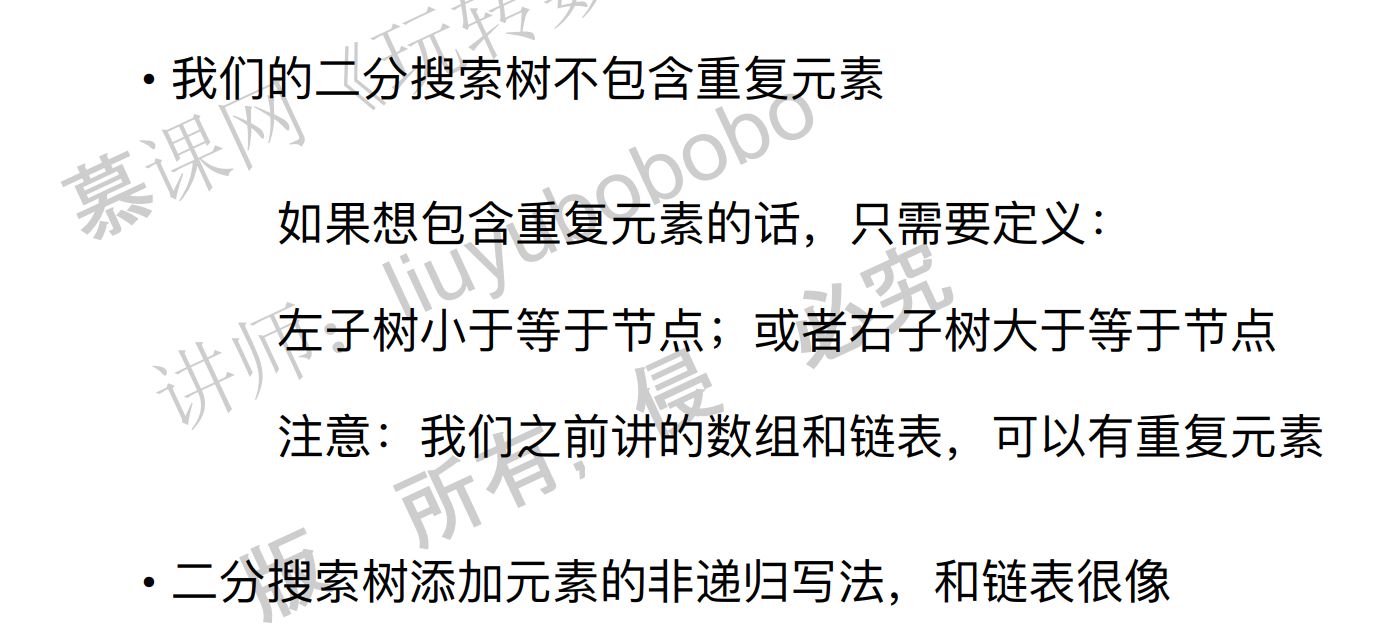 • 我们的二分搜索树不包含重复元素
如果想包含重复元素的话，只需要定义：
左子树小于等于节点；或者右子树大于等于节点
注意：我们之前讲的数组和链表，可以有重复元素
• 二分搜索树添加元素的非递归写法，和链表很像
慕课网《玩转数
讲师：liuyubobobo
版 所有，侵 必究